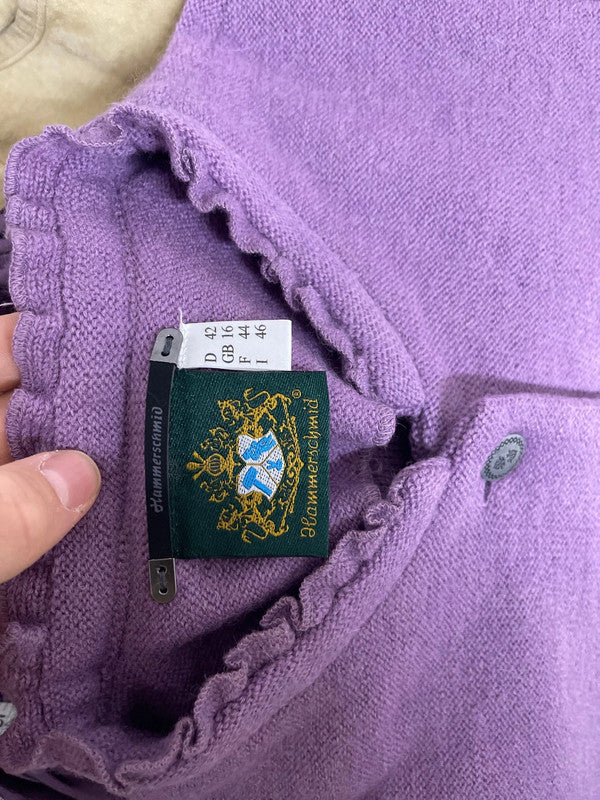 D 42
GB 16
F 44
I 46
Hammerschmid
Hammerschmid®